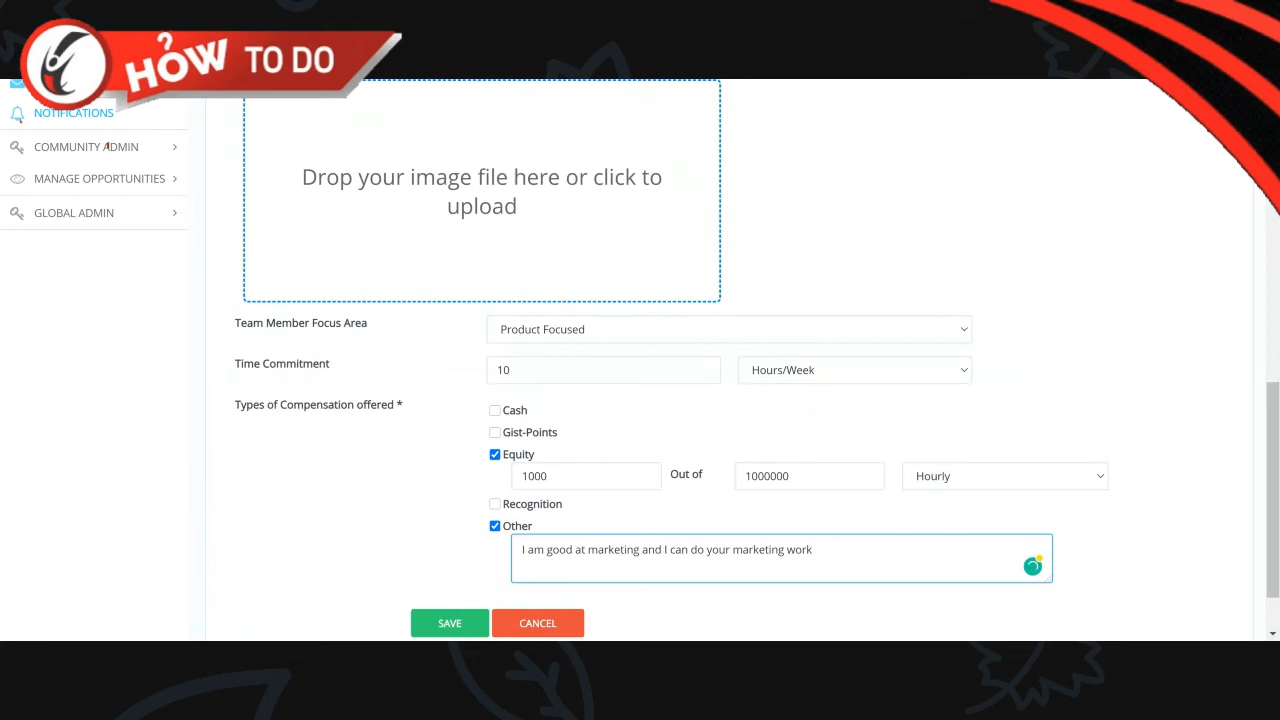 ? HOW TO DO
NOTIFICATIONS
COMMUNITY ADMIN
MANAGE OPPORTUNITIES
GLOBAL ADMIN
Drop your image file here or click to
upload
Team Member Focus Area
Product Focused
Time Commitment
10
Hours/Week
Types of Compensation offered *
Cash
Gist-Points
Equity
1000
Out of
1000000
Hourly
Recognition
Other
I am good at marketing and I can do your marketing work
SAVE
CANCEL